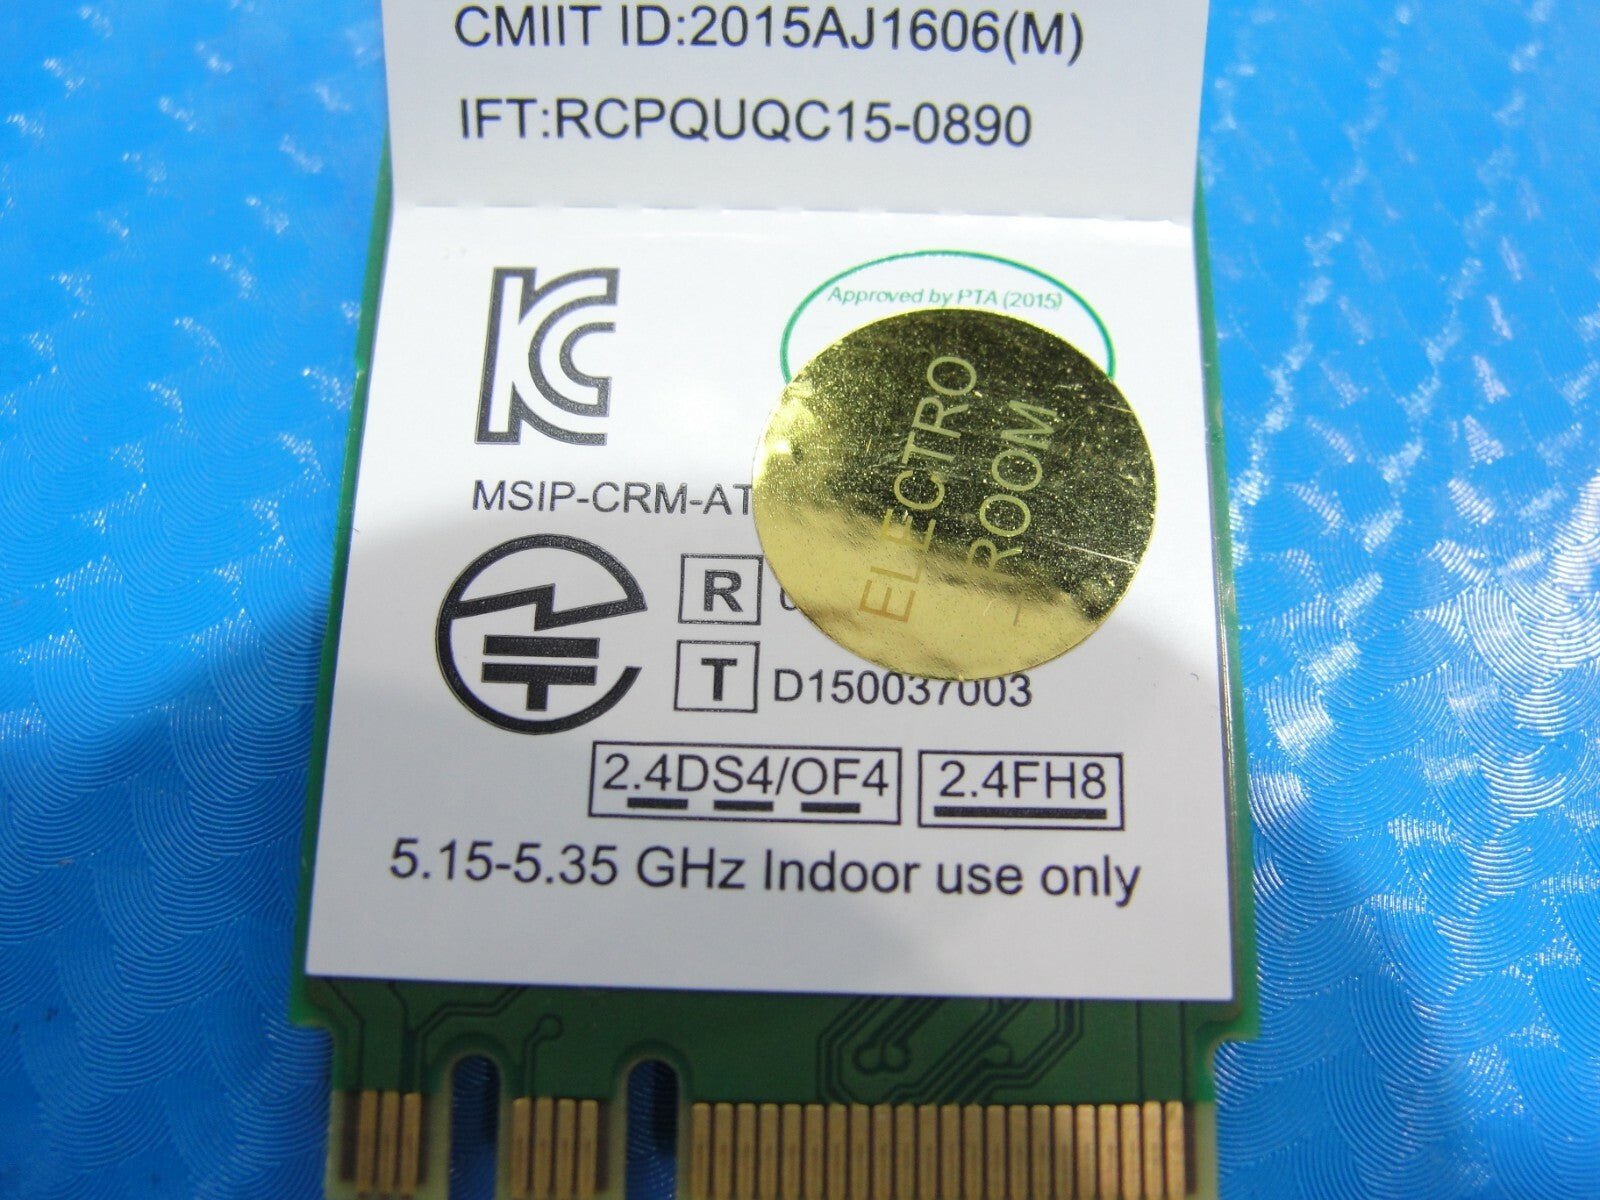 CMIIT ID:2015AJ1606(M)
IFT:RCPQUQC15-0890
Approved by PTA (2015)
ELECTRO
ROOM
MSIP-CRM-AT
R
T D150037003
2.4DS4/OF4 2.4FH8
5.15-5.35 GHz Indoor use only